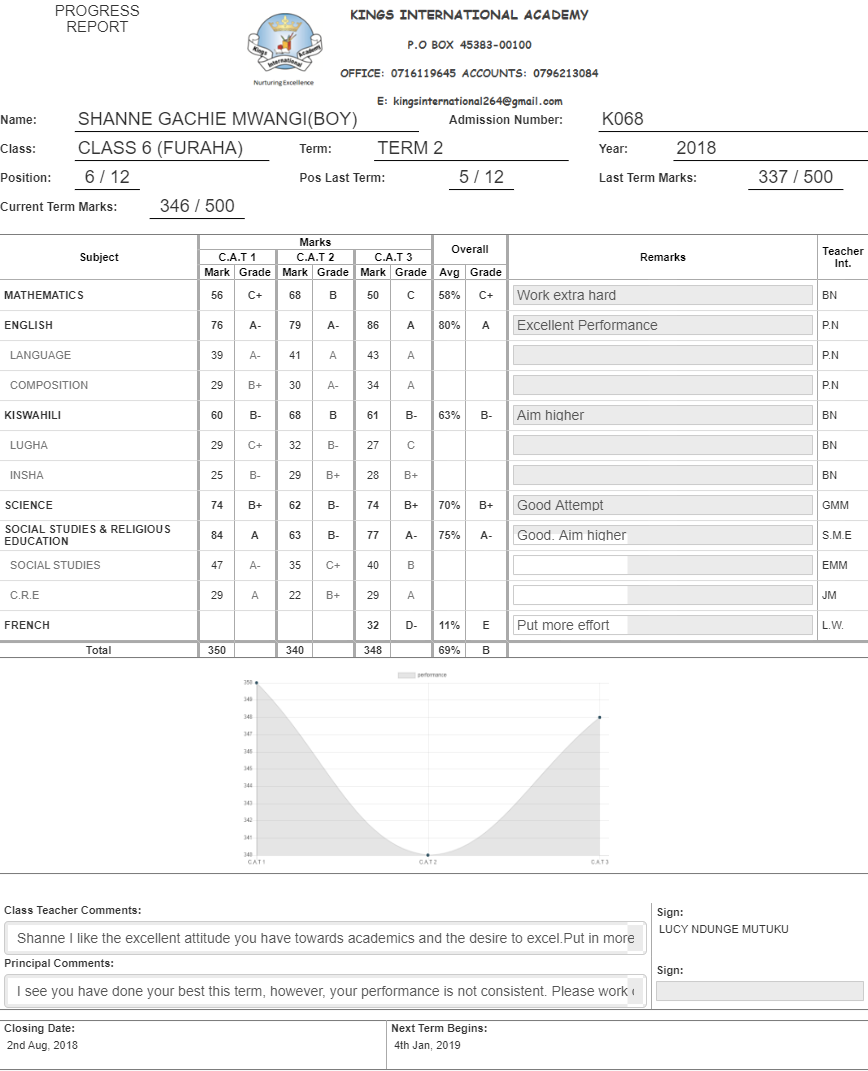 PROGRESS
REPORT
KINGS INTERNATIONAL ACADEMY
P.O BOX 45383-00100
OFFICE: 0716119645 ACCOUNTS: 0796213084
E: kingsinternational264@gmail.com
Kings International Academy
Nurturing Excellence
Name: SHANNE GACHIE MWANGI(BOY) Admission Number: K068
Class: CLASS 6 (FURAHA) Term: TERM 2 Year: 2018
Position: 6 / 12 Pos Last Term: 5 / 12 Last Term Marks: 337 / 500
Current Term Marks: 346 / 500
Subject Marks Overall Remarks Teacher Int.
C.A.T 1 C.A.T 2 C.A.T 3
Mark Grade Mark Grade Mark Grade Avg Grade
MATHEMATICS 56 C+ 68 B 50 C 58% C+ Work extra hard BN
ENGLISH 76 A- 79 A- 86 A 80% A Excellent Performance P.N
LANGUAGE 39 A- 41 A 43 A P.N
COMPOSITION 29 B+ 30 A- 34 A P.N
KISWAHILI 60 B- 68 B 61 B- 63% B- Aim higher BN
LUGHA 29 C+ 32 B- 27 C BN
INSHA 25 B- 29 B+ 28 B+ BN
SCIENCE 74 B+ 62 B- 74 B+ 70% B+ Good Attempt GMM
SOCIAL STUDIES & RELIGIOUS
EDUCATION 84 A 63 B- 77 A- 75% A- Good. Aim higher S.M.E
SOCIAL STUDIES 47 A- 35 C+ 40 B EMM
C.R.E 29 A 22 B+ 29 A JM
FRENCH 32 D- 11% E Put more effort L.W.
Total 350 340 348 69% B
performance
350
349
348
347
346
345
344
343
342
341
340
C.A.T 1 C.A.T 2 C.A.T 3
Class Teacher Comments:
Shanne I like the excellent attitude you have towards academics and the desire to excel.Put in more
Sign:
LUCY NDUNGE MUTUKU
Principal Comments:
I see you have done your best this term, however, your performance is not consistent. Please work
Sign:
Closing Date: Next Term Begins:
2nd Aug, 2018 4th Jan, 2019